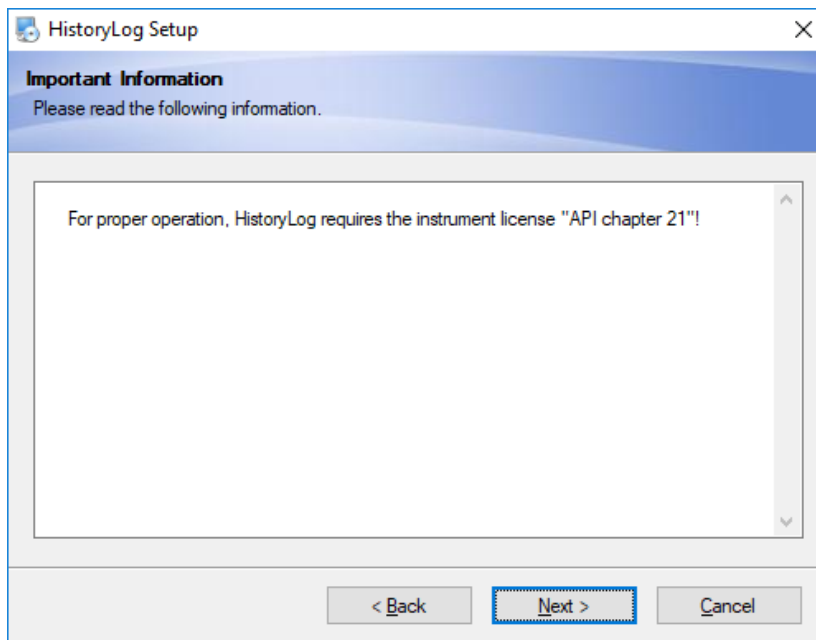 HistoryLog Setup
Important Information
Please read the following information.
For proper operation, HistoryLog requires the instrument license "API chapter 21"!
< Back
Next >
Cancel